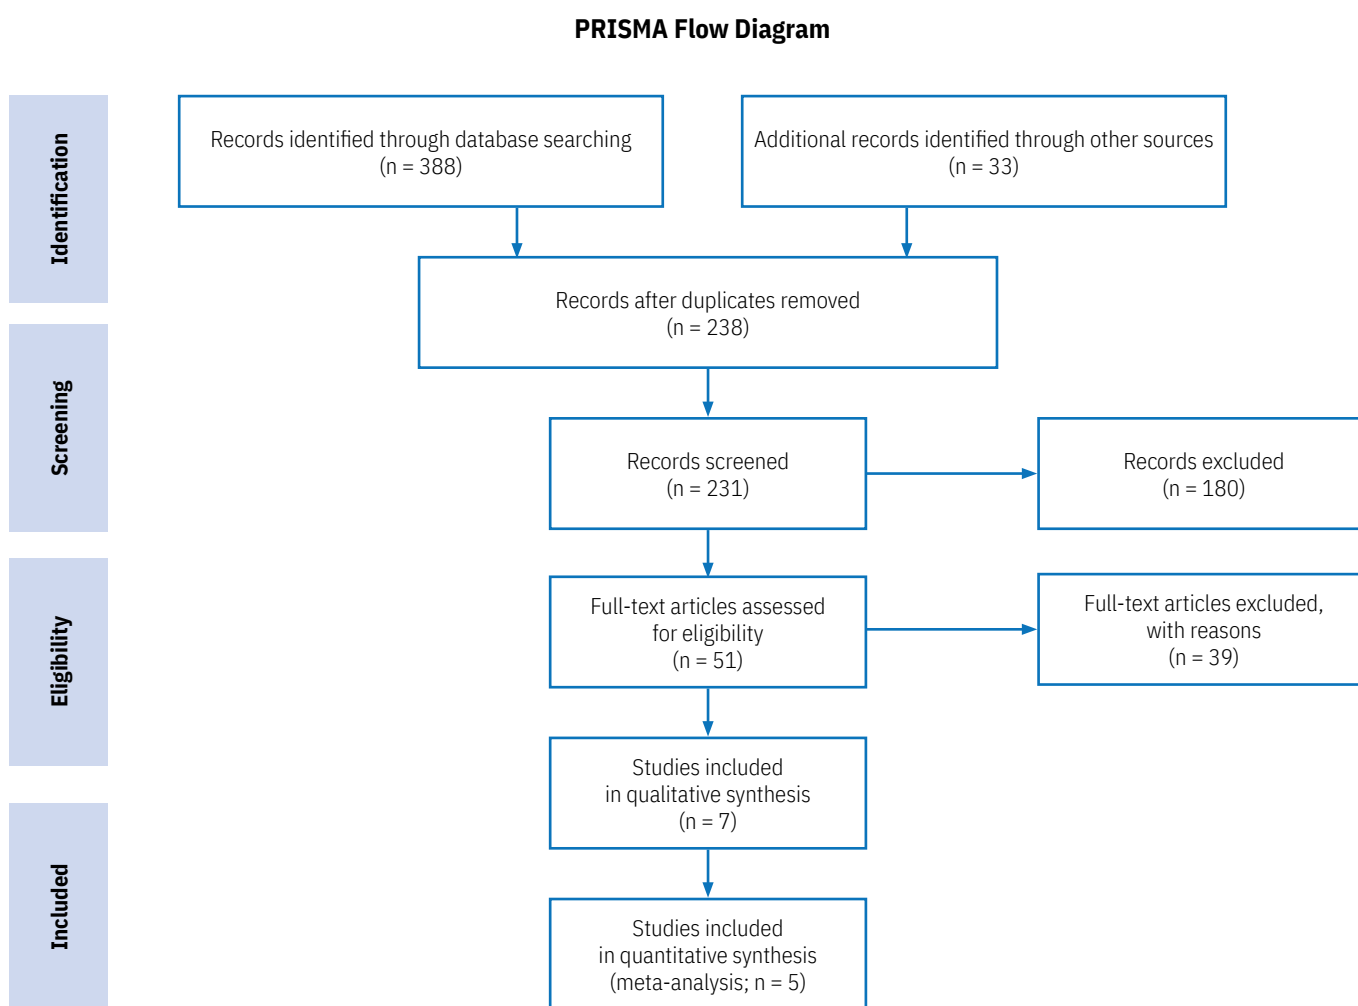 PRISMA Flow Diagram
Identification
Records identified through database searching
(n = 388)
Additional records identified through other sources
(n = 33)
Records after duplicates removed
(n = 238)
Screening
Records screened
(n = 231)
Records excluded
(n = 180)
Eligibility
Full-text articles assessed
for eligibility
(n = 51)
Full-text articles excluded,
with reasons
(n = 39)
Studies included
in qualitative synthesis
(n = 7)
Included
Studies included
in quantitative synthesis
(meta-analysis; n = 5)